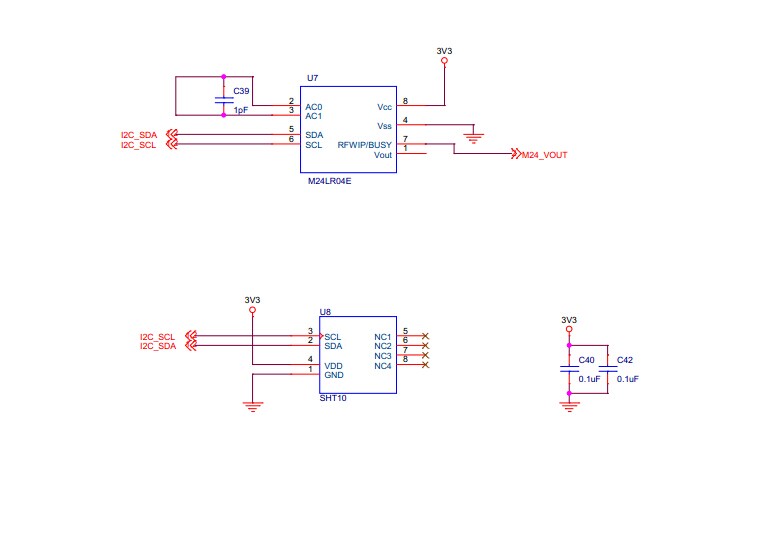 3V3
U7
C39
1pF
2
3
AC0
AC1
Vcc
8
I2C_SDA
I2C_SCL
5
6
SDA
SCL
Vss
4
RFWIP/BUSY
7
Vout
1
M24_VOUT
M24LR04E
3V3
U8
I2C_SCL
I2C_SDA
3
2
SCL
SDA
NC1
NC2
NC3
NC4
5
6
7
8
4
1
VDD
GND
SHT10
3V3
C40
0.1uF
C42
0.1uF